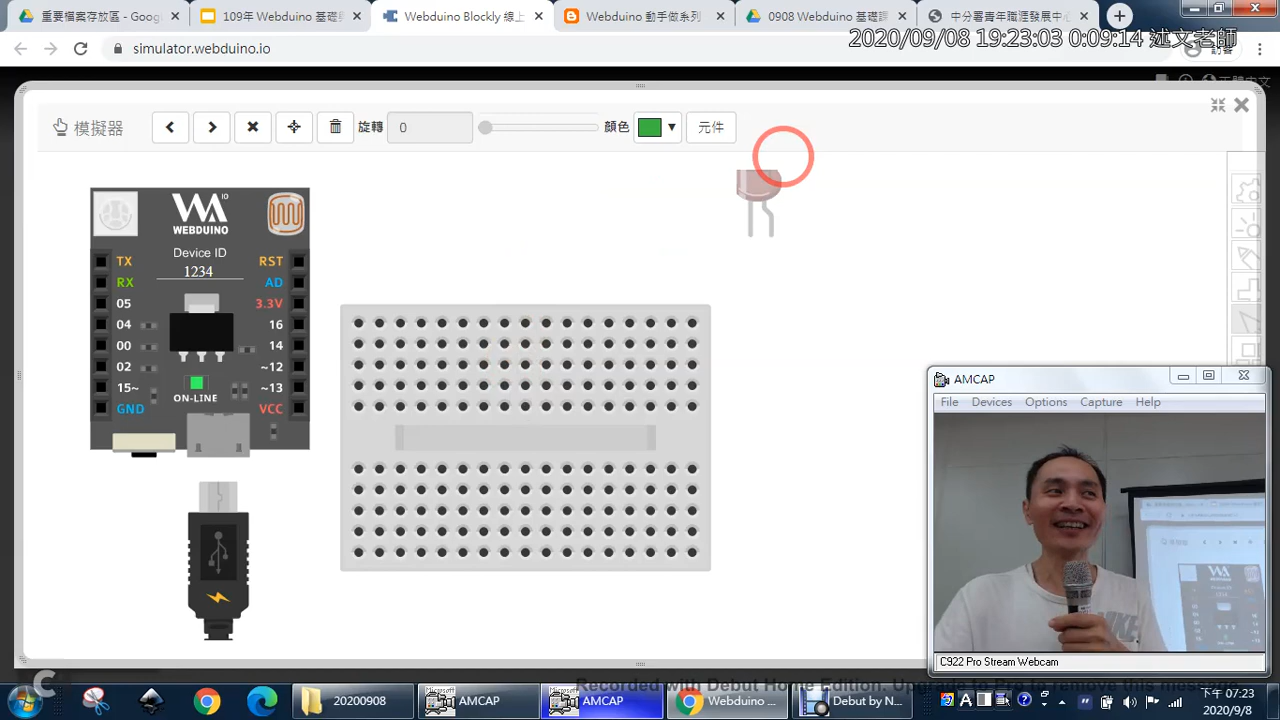 重要檔案存放區 - Goog
109年 Webduino 基礎
Webduino Blockly 線上
Webduino 動手做系列
0908 Webduino 基礎
中分署青年職涯發展中心
simulator.webduino.io
2020/09/08 19:23:03 0:09:14 述文老師
模擬器
旋轉
0
顏色
元件
WEBDUINO
IO
Device ID
1234
TX
RST
RX
AD
05
3.3V
04
16
00
14
02
~12
15~
~13
ON-LINE
GND
VCC
AMCAP
File Devices Options Capture Help
C922 Pro Stream Webcam
Recorded with Debut Home Edition. Upgrade to Pro to remove this message
20200908
AMCAP
AMCAP
Webduino ...
Debut by N...
下午 07:23
2020/9/8